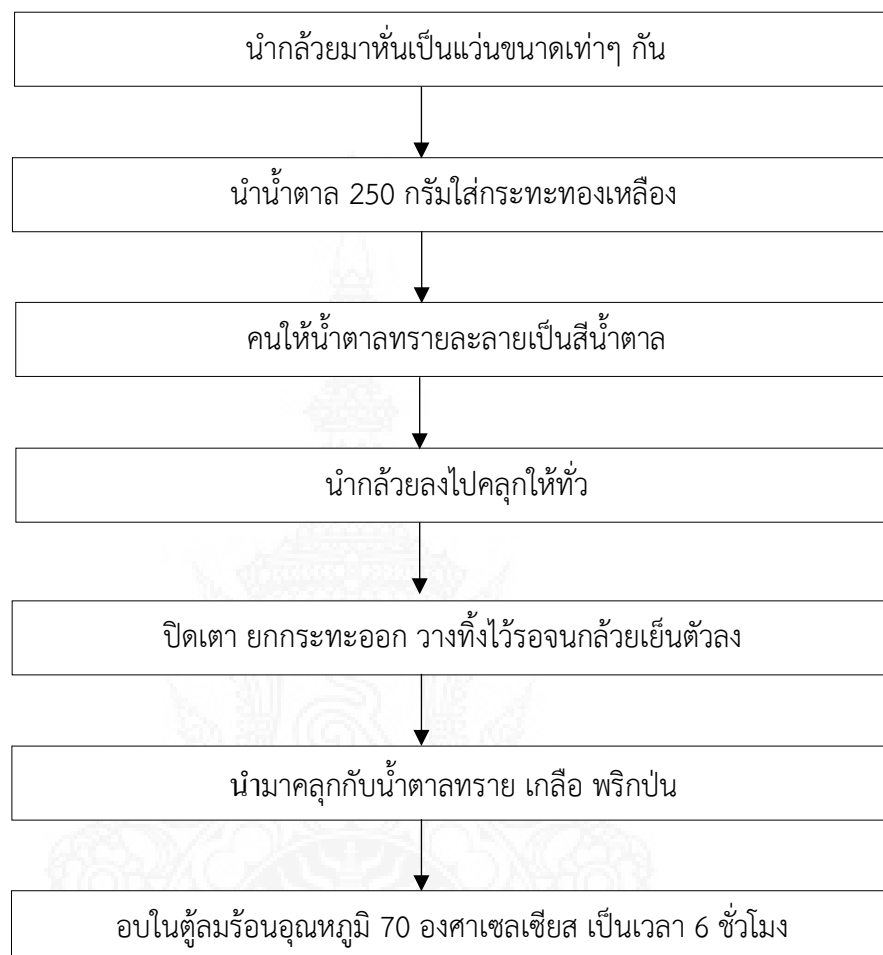 นำกล้วยมาหั่นเป็นแว่นขนาดเท่าๆ กัน
นำน้ำตาล 250 กรัมใส่กระทะทองเหลือง
คนให้น้ำตาลทรายละลายเป็นสีน้ำตาล
นำกล้วยลงไปคลุกให้ทั่ว
ปิดเตา ยกกระทะออก วางทิ้งไว้รอจนกล้วยเย็นตัวลง
นำมาคลุกกับน้ำตาลทราย เกลือ พริกป่น
อบในตู้ลมร้อนอุณหภูมิ 70 องศาเซลเซียส เป็นเวลา 6 ชั่วโมง